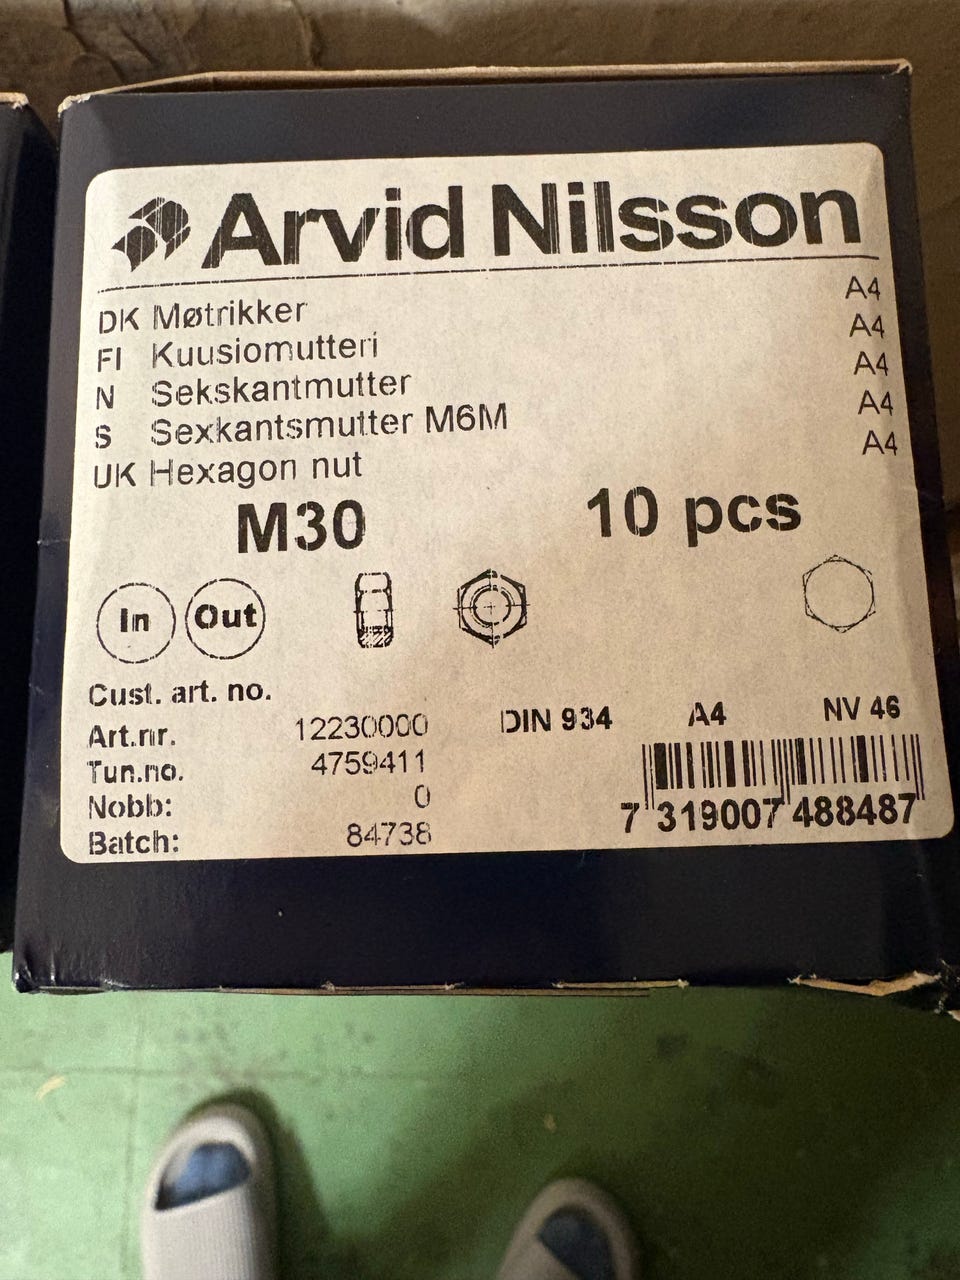 Arvid Nilsson
DK Møtrikker A4
FI Kuusiomutteri A4
N Sekskantmutter A4
S Sexkantsmutter M6M A4
UK Hexagon nut A4
M30 10 pcs
In Out
Cust. art. no.
Art.nr. 12230000 DIN 934 A4 NV 46
Tun.no. 4759411
Nobb: 0
Batch: 84738
7 319007 488487